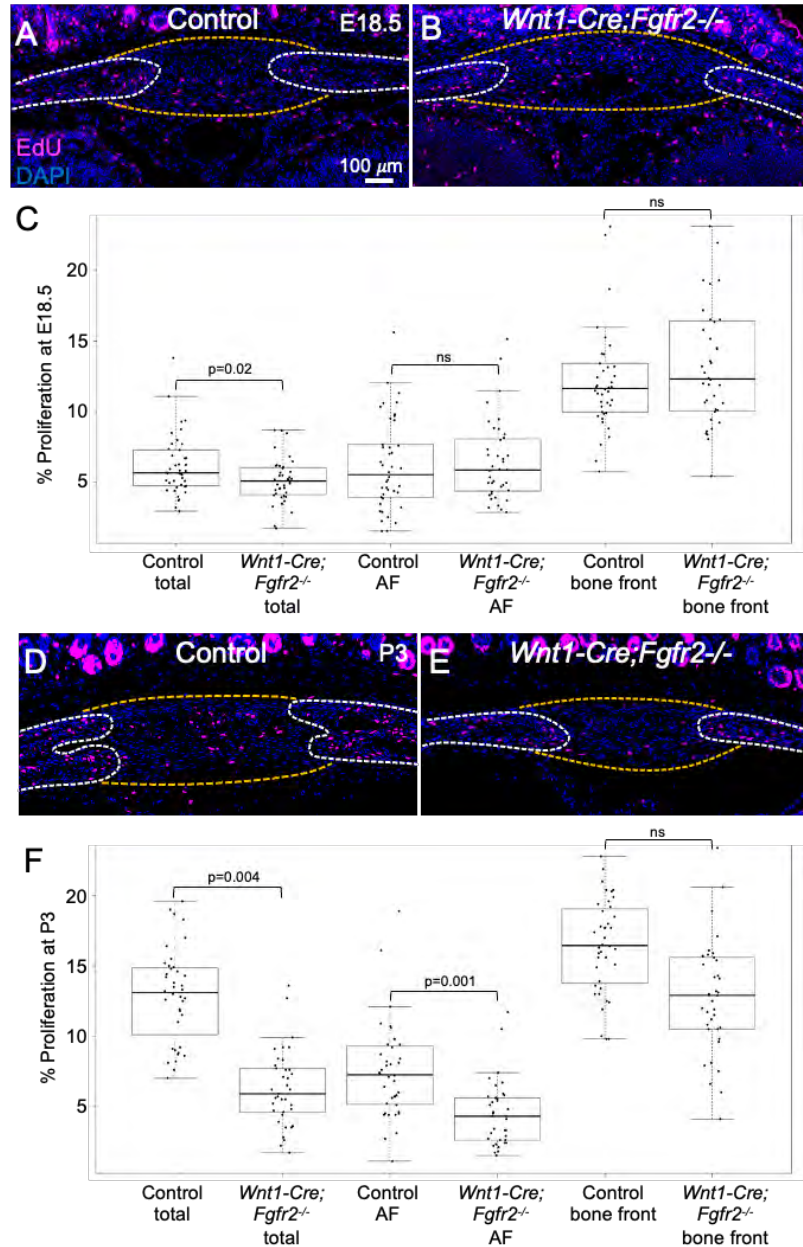 A
Control
E18.5
B
Wnt1-Cre;Fgfr2-/-
EdU
DAPI
100 μm
C
% Proliferation at E18.5
20
15
10
5
p=0.02
ns
ns
Control
total
Wnt1-Cre;
Fgfr2-/-
total
Control
AF
Wnt1-Cre;
Fgfr2-/-
AF
Control
bone front
Wnt1-Cre;
Fgfr2-/-
bone front
D
Control
P3
E
Wnt1-Cre;Fgfr2-/-
F
% Proliferation at P3
20
15
10
5
p=0.004
p=0.001
ns
Control
total
Wnt1-Cre;
Fgfr2-/-
total
Control
AF
Wnt1-Cre;
Fgfr2-/-
AF
Control
bone front
Wnt1-Cre;
Fgfr2-/-
bone front